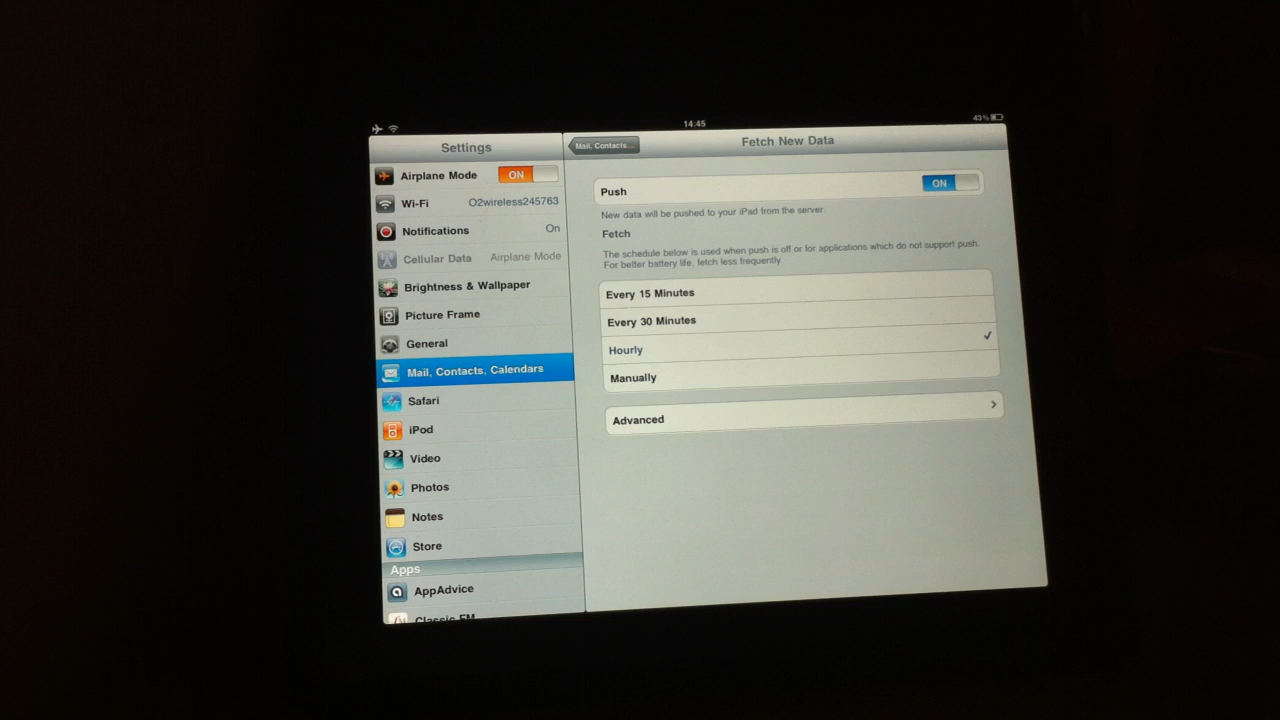 14:45
43%
Settings
Airplane Mode ON
Wi-Fi O2wireless245763
Notifications On
Cellular Data Airplane Mode
Brightness & Wallpaper
Picture Frame
General
Mail, Contacts, Calendars
Safari
iPod
Video
Photos
Notes
Store
Apps
AppAdvice
Classic FM
Mail, Contacts...
Fetch New Data
Push ON
New data will be pushed to your iPad from the server.
Fetch
The schedule below is used when push is off or for applications which do not support push.
For better battery life, fetch less frequently.
Every 15 Minutes
Every 30 Minutes
Hourly
Manually
Advanced